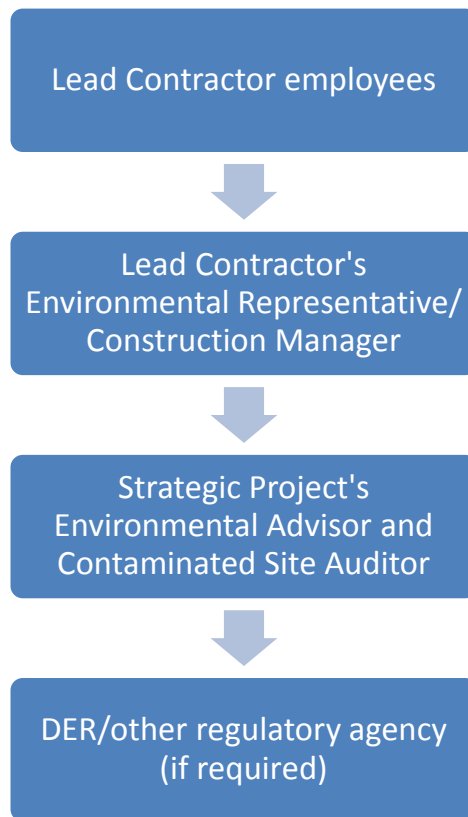 Lead Contractor employees
Lead Contractor's
Environmental Representative/
Construction Manager
Strategic Project's
Environmental Advisor and
Contaminated Site Auditor
DER/other regulatory agency
(if required)